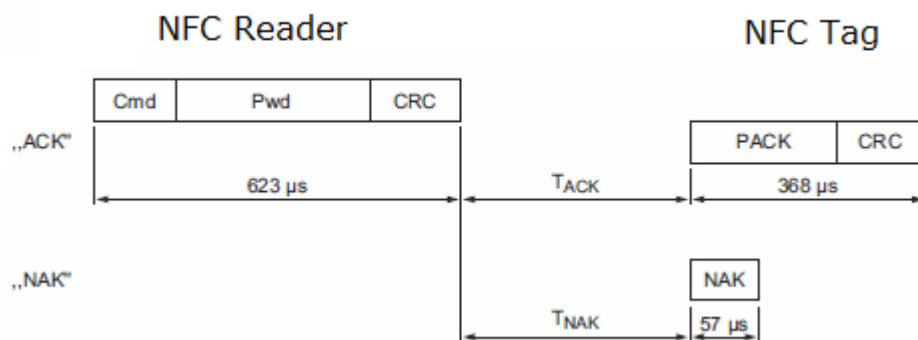 NFC Reader NFC Tag
Cmd Pwd CRC
„ACK" PACK CRC
623 µs TACK 368 µs
„NAK" NAK
TNAK 57 µs